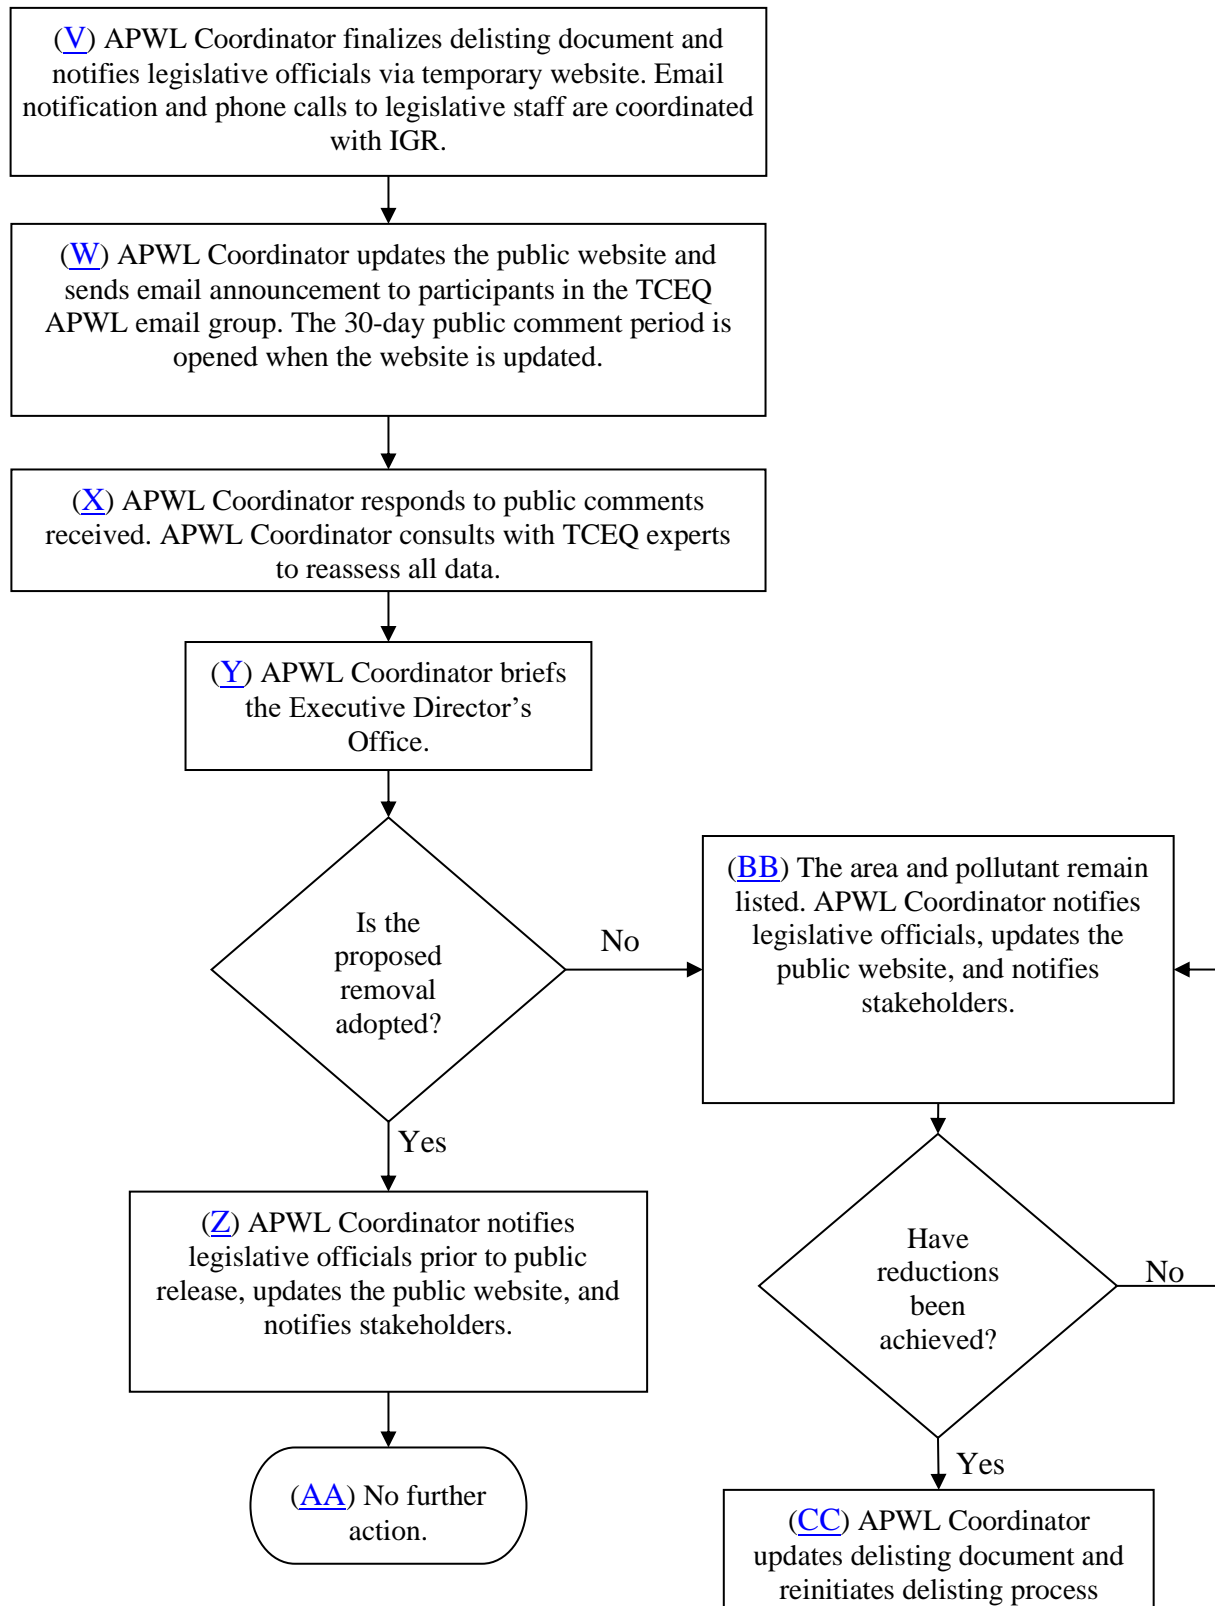 (V) APWL Coordinator finalizes delisting document and
notifies legislative officials via temporary website. Email
notification and phone calls to legislative staff are coordinated
with IGR.
(W) APWL Coordinator updates the public website and
sends email announcement to participants in the TCEQ
APWL email group. The 30-day public comment period is
opened when the website is updated.
(X) APWL Coordinator responds to public comments
received. APWL Coordinator consults with TCEQ experts
to reassess all data.
(Y) APWL Coordinator briefs
the Executive Director’s
Office.
Is the
proposed
removal
adopted?
No
(BB) The area and pollutant remain
listed. APWL Coordinator notifies
legislative officials, updates the
public website, and notifies
stakeholders.
Yes
(Z) APWL Coordinator notifies
legislative officials prior to public
release, updates the public website, and
notifies stakeholders.
Have
reductions
been
achieved?
No
Yes
(AA) No further
action.
(CC) APWL Coordinator
updates delisting document and
reinitiates delisting process